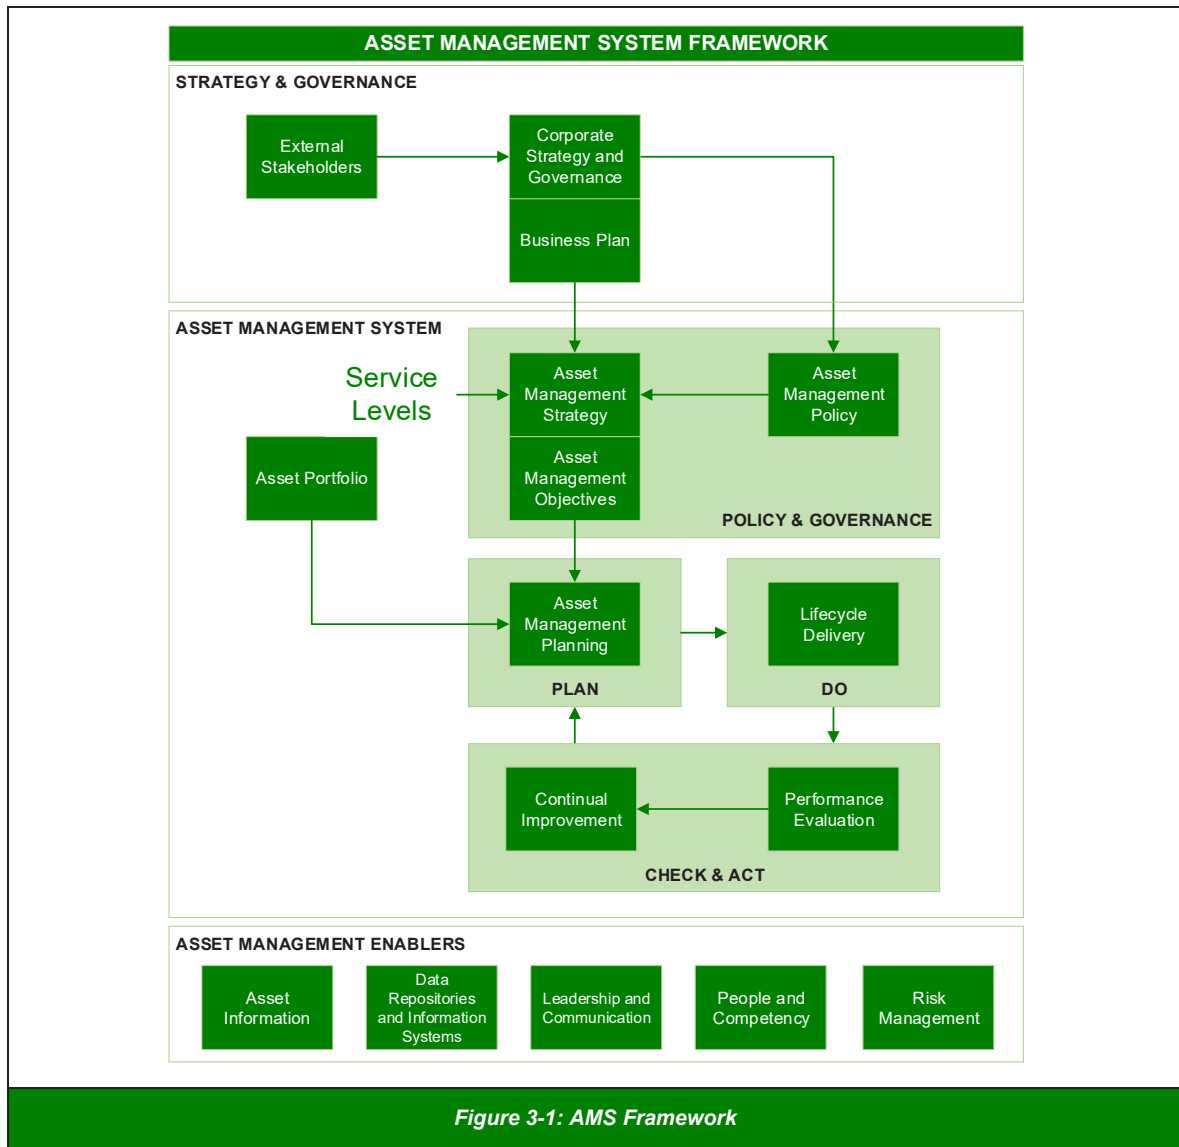 ASSET MANAGEMENT SYSTEM FRAMEWORK
STRATEGY & GOVERNANCE
External
Stakeholders
Corporate
Strategy and
Governance
Business Plan
ASSET MANAGEMENT SYSTEM
Service
Levels
Asset
Management
Strategy
Asset
Management
Policy
Asset Portfolio
Asset
Management
Objectives
POLICY & GOVERNANCE
Asset
Management
Planning
PLAN
Lifecycle
Delivery
DO
Continual
Improvement
Performance
Evaluation
CHECK & ACT
ASSET MANAGEMENT ENABLERS
Asset
Information
Data
Repositories
and Information
Systems
Leadership and
Communication
People and
Competency
Risk
Management
Figure 3-1: AMS Framework